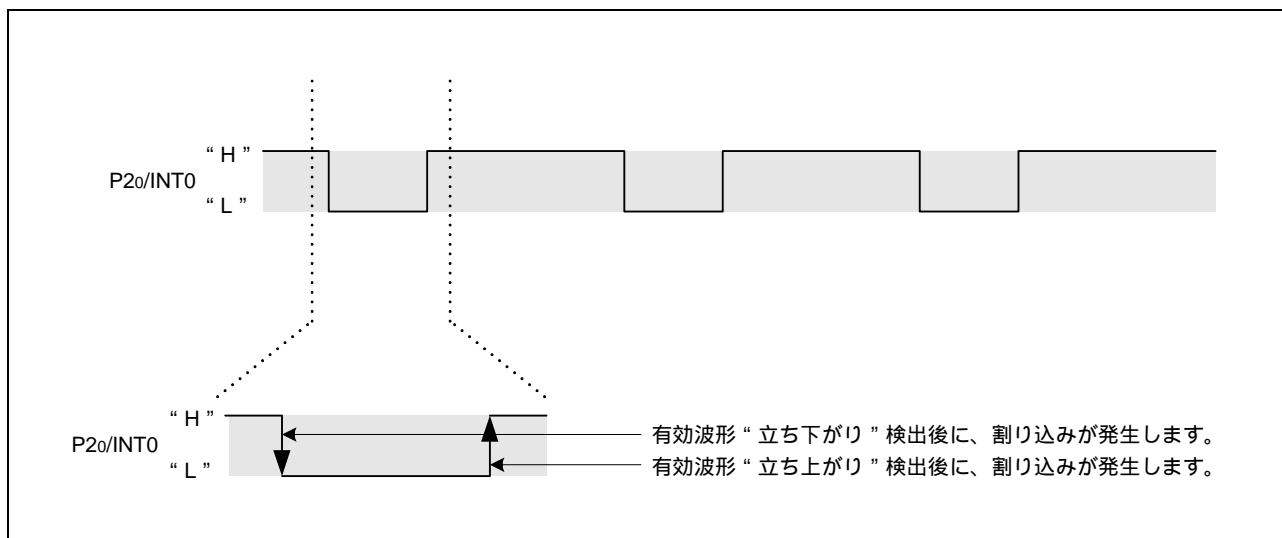 “ H ”
P20/INT0
“ L ”
“ H ”
P20/INT0
“ L ”
有効波形 “ 立ち下がり ” 検出後に、割り込みが発生します。
有効波形 “ 立ち上がり ” 検出後に、割り込みが発生します。